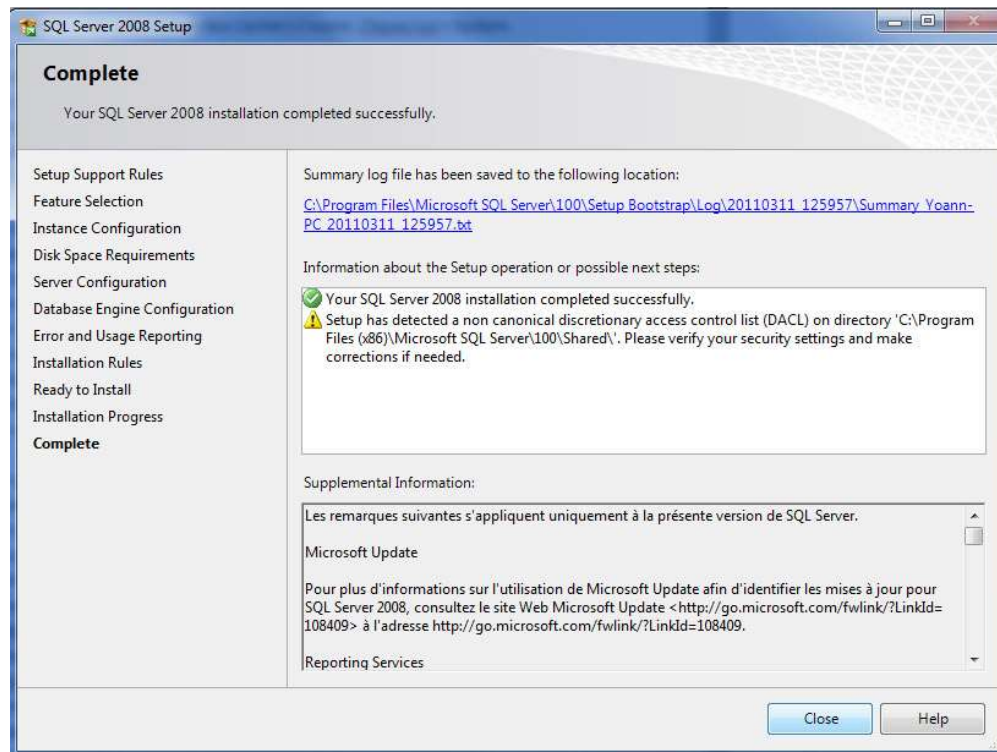 SQL Server 2008 Setup
Complete
Your SQL Server 2008 installation completed successfully.
Setup Support Rules
Feature Selection
Instance Configuration
Disk Space Requirements
Server Configuration
Database Engine Configuration
Error and Usage Reporting
Installation Rules
Ready to Install
Installation Progress
Complete
Summary log file has been saved to the following location:
C:\Program Files\Microsoft SQL Server\100\Setup Bootstrap\Log\20110311_125957\Summary_Yoann-
PC_20110311_125957.txt
Information about the Setup operation or possible next steps:
Your SQL Server 2008 installation completed successfully.
Setup has detected a non canonical discretionary access control list (DACL) on directory 'C:\Program
Files (x86)\Microsoft SQL Server\100\Shared\'. Please verify your security settings and make
corrections if needed.
Supplemental Information:
Les remarques suivantes s'appliquent uniquement à la présente version de SQL Server.
Microsoft Update
Pour plus d'informations sur l'utilisation de Microsoft Update afin d'identifier les mises à jour pour
SQL Server 2008, consultez le site Web Microsoft Update <http://go.microsoft.com/fwlink/?LinkId=
108409> à l'adresse http://go.microsoft.com/fwlink/?LinkId=108409.
Reporting Services
Close
Help